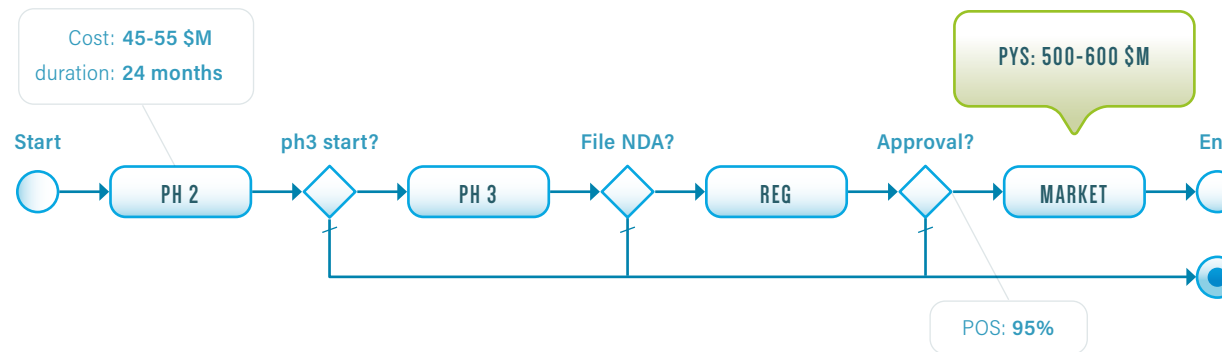 Cost: 45-55 $M
duration: 24 months
PYS: 500-600 $M
Start
ph3 start?
File NDA?
Approval?
En
PH 2
PH 3
REG
MARKET
POS: 95%